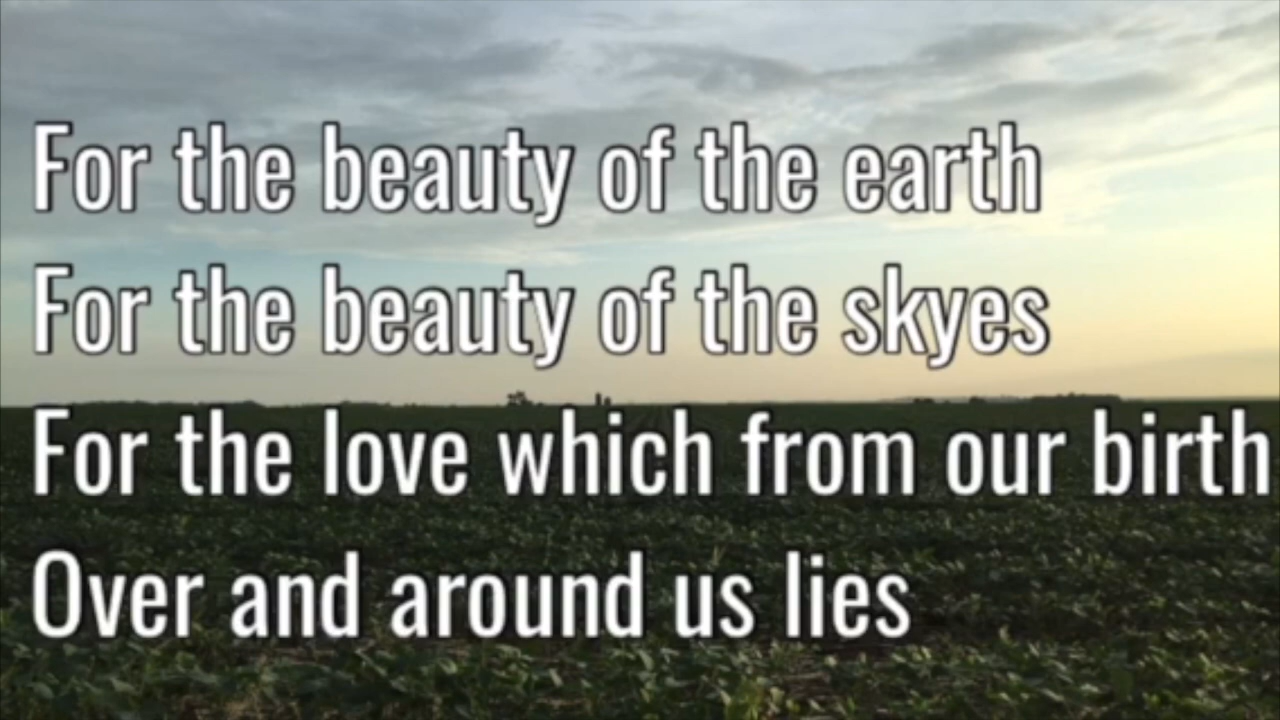 For the beauty of the earth
For the beauty of the skyes
For the love which from our birth
Over and around us lies